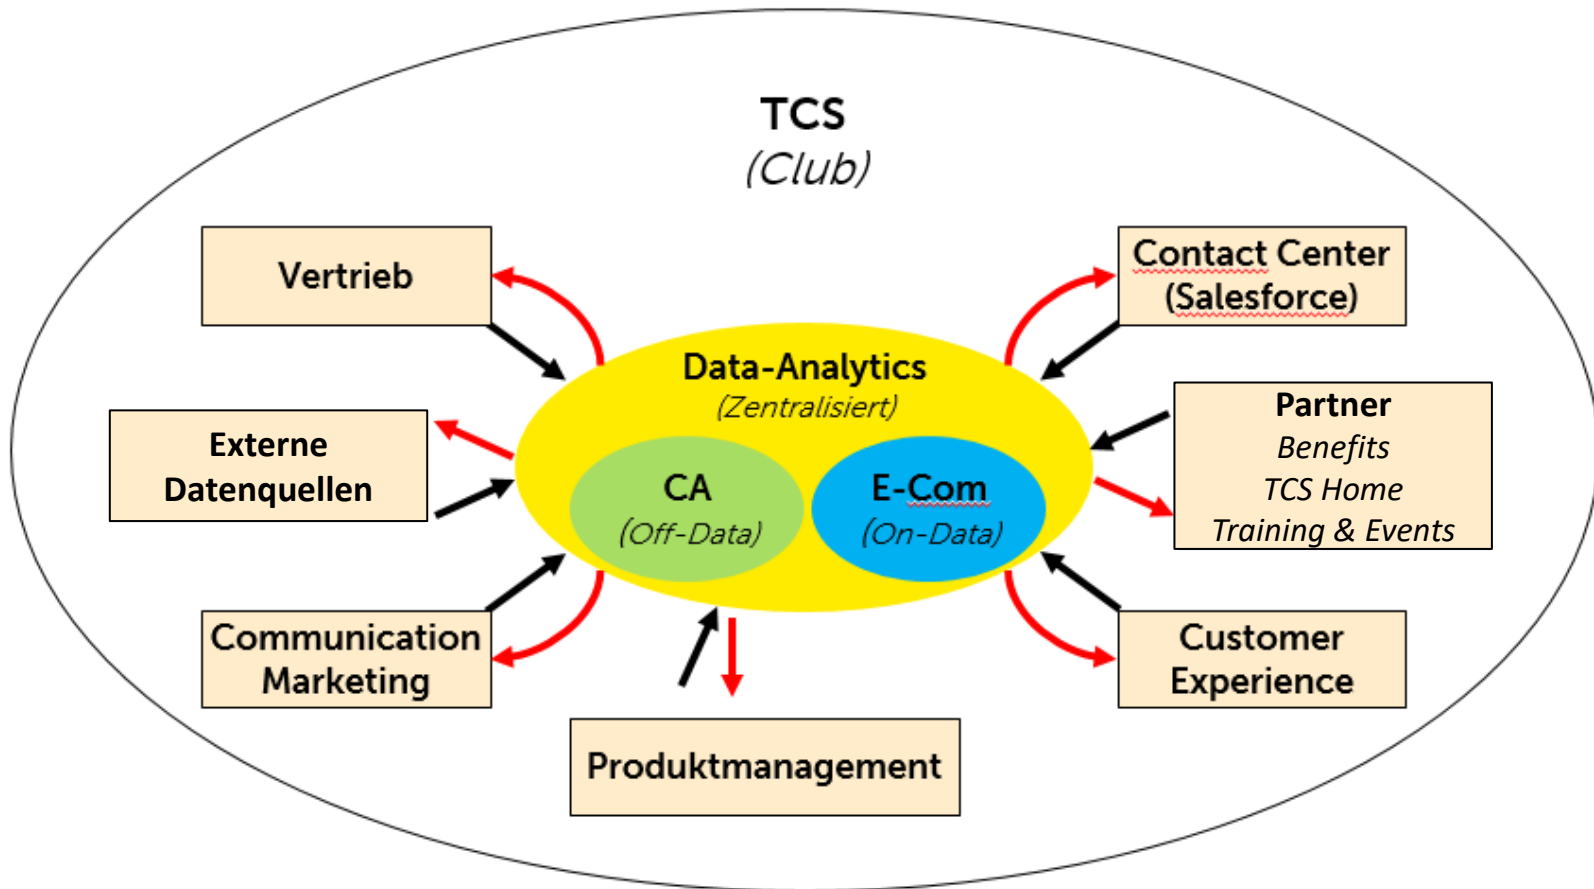 TCS
(Club)
Vertrieb
Contact Center
(Salesforce)
Data-Analytics
(Zentralisiert)
Externe
Datenquellen
Partner
Benefits
TCS Home
Training & Events
CA
(Off-Data)
E-Com
(On-Data)
Communication
Marketing
Customer
Experience
Produktmanagement